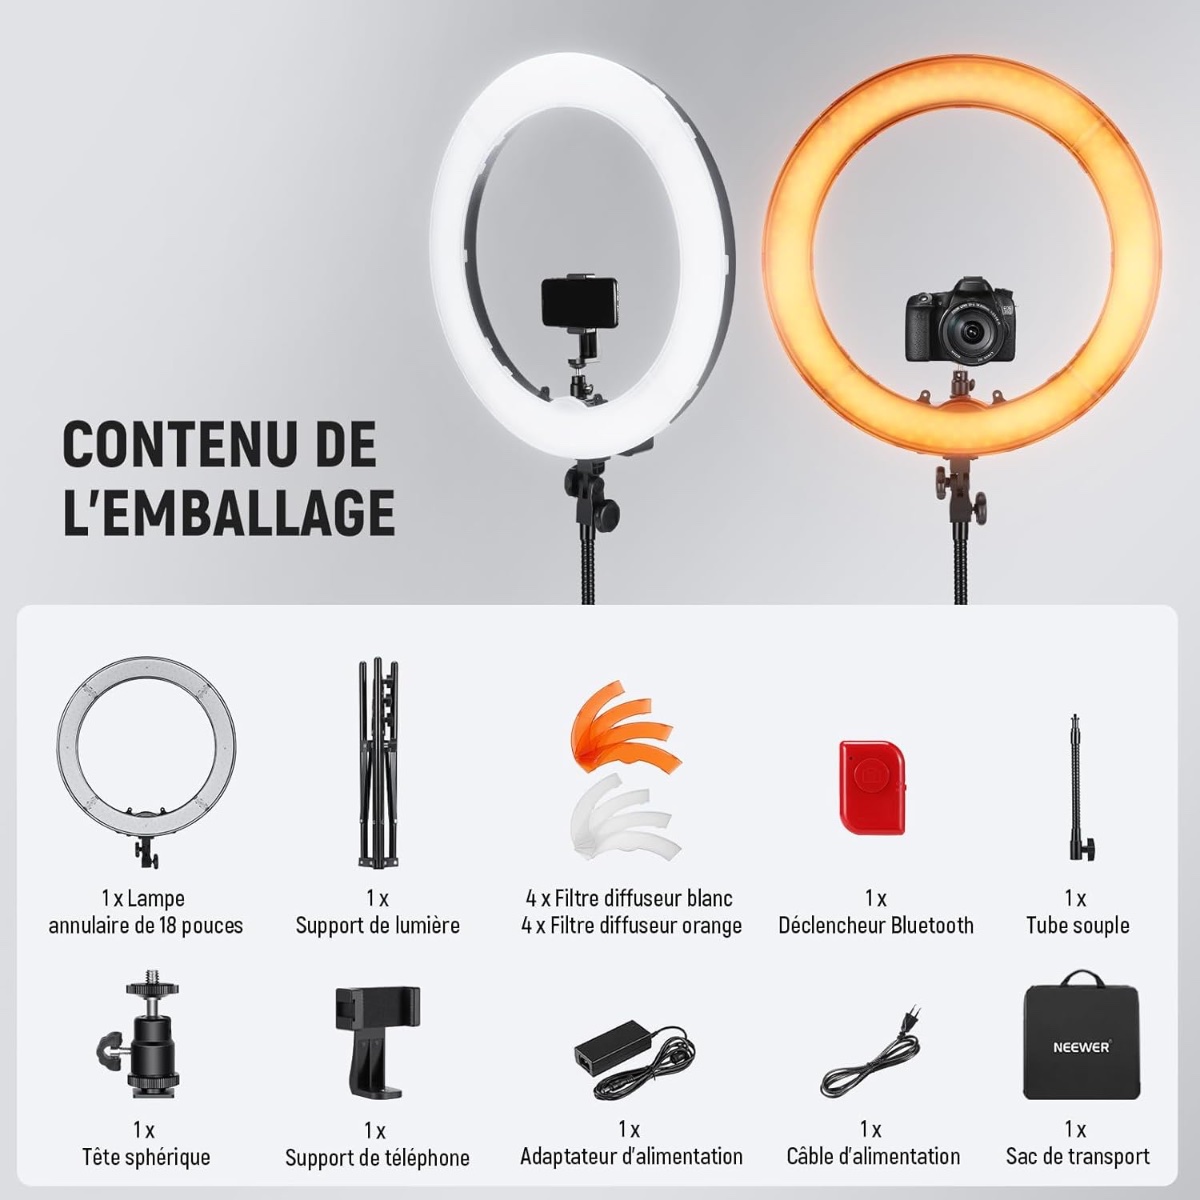 CONTENU DE
L'EMBALLAGE
1 x Lampe
annulaire de 18 pouces
1 x
Support de lumière
4 x Filtre diffuseur blanc
4 x Filtre diffuseur orange
1 x
Déclencheur Bluetooth
1 x
Tube souple
1 x
Tête sphérique
1 x
Support de téléphone
1 x
Adaptateur d'alimentation
1 x
Câble d'alimentation
NEEWER
1 x
Sac de transport